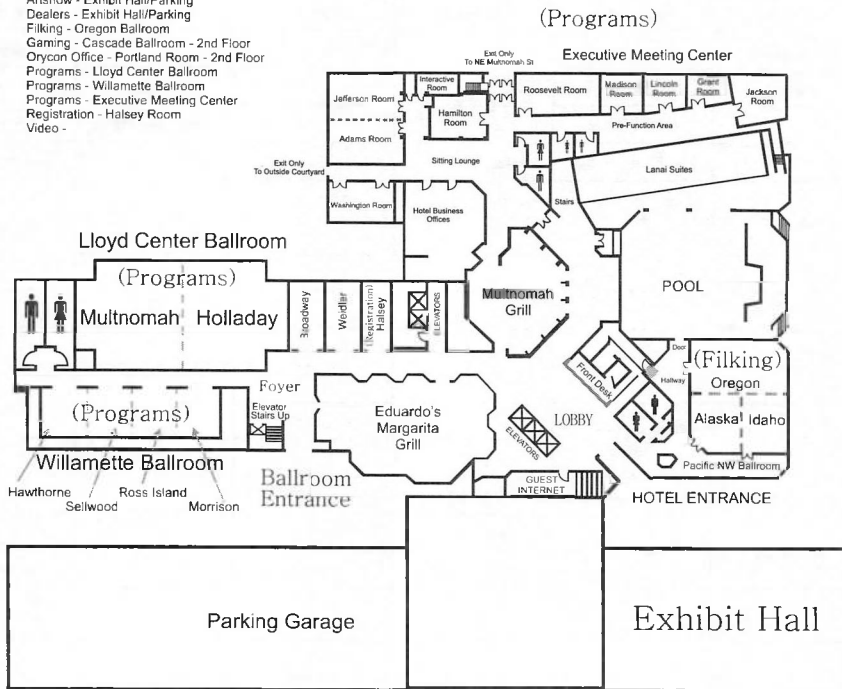 Artshow - Exhibit Hall/Parking
Dealers - Exhibit Hall/Parking
Filking - Oregon Ballroom
Gaming - Cascade Ballroom - 2nd Floor
Orycon Office - Portland Room - 2nd Floor
Programs - Lloyd Center Ballroom
Programs - Willamette Ballroom
Programs - Executive Meeting Center
Registration - Halsey Room
Video -
(Programs)
Executive Meeting Center
Exit Only
To NE Multnomah St
Jefferson Room
Interactive
Room
Hamilton
Room
Roosevelt Room
Madison
Room
Lincoln
Room
Grant
Room
Jackson
Room
Adams Room
Pre-Function Area
Sitting Lounge
Lanai Suites
Exit Only
To Outside Courtyard
Washington Room
Hotel Business
Offices
Stairs
Lloyd Center Ballroom
(Programs)
Multnomah
Holladay
Broadway
Weidler
(Registration)
Halsey
ELEVATORS
Multnomah
Grill
POOL
Door
Hallway
(Filking)
Oregon
Alaska
Idaho
Pacific NW Ballroom
Front Desk
LOBBY
ELEVATORS
Foyer
Elevator
Stairs Up
Eduardo's
Margarita
Grill
(Programs)
Willamette Ballroom
Hawthorne
Sellwood
Ross Island
Morrison
Ballroom
Entrance
GUEST
INTERNET
HOTEL ENTRANCE
Parking Garage
Exhibit Hall